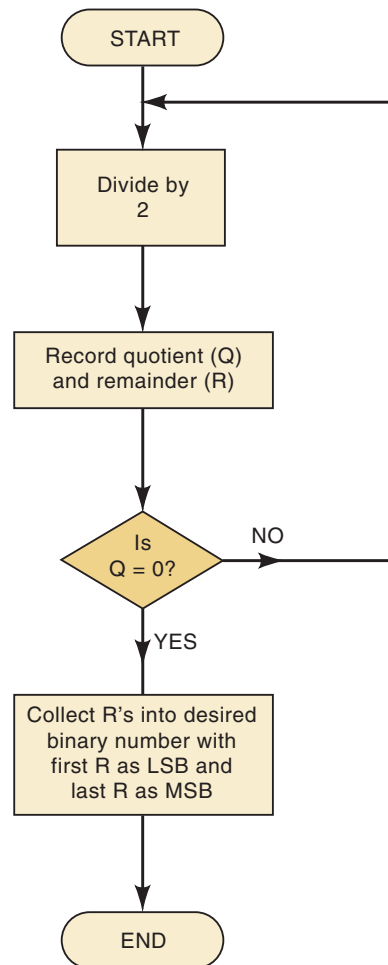 START
Divide by
2
Record quotient (Q)
and remainder (R)
Is
Q = 0?
NO
YES
Collect R's into desired
binary number with
first R as LSB and
last R as MSB
END